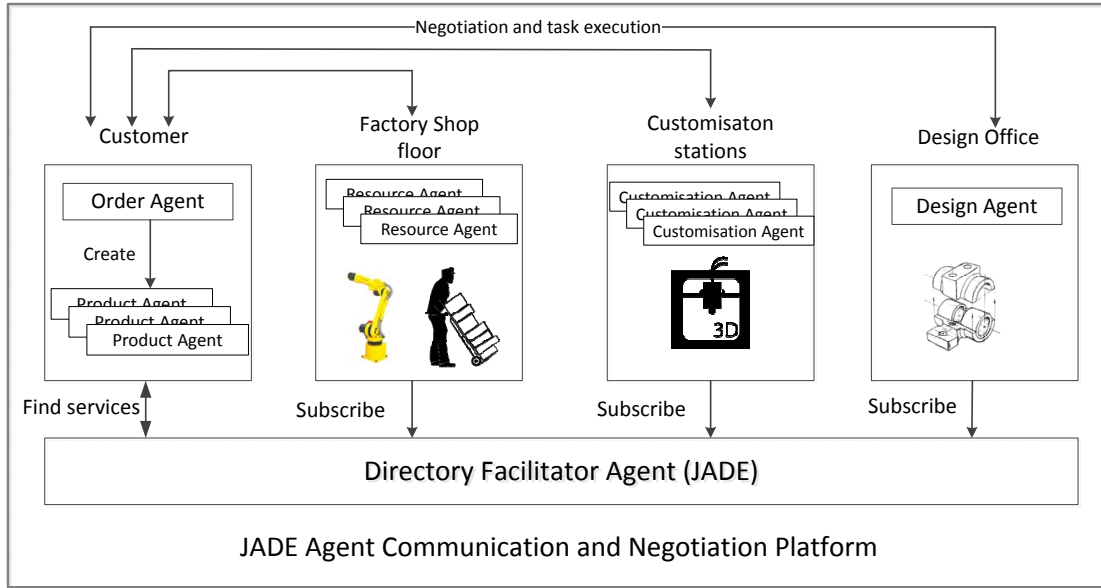 Negotiation and task execution
Customer
Factory Shop
floor
Customisaton
stations
Design Office
Order Agent
Create
Product Agent
Product Agent
Product Agent
Resource Agent
Resource Agent
Resource Agent
Customisation Agent
Customisation Agent
Customisation Agent
3D
Design Agent
Find services
Subscribe
Subscribe
Subscribe
Directory Facilitator Agent (JADE)
JADE Agent Communication and Negotiation Platform